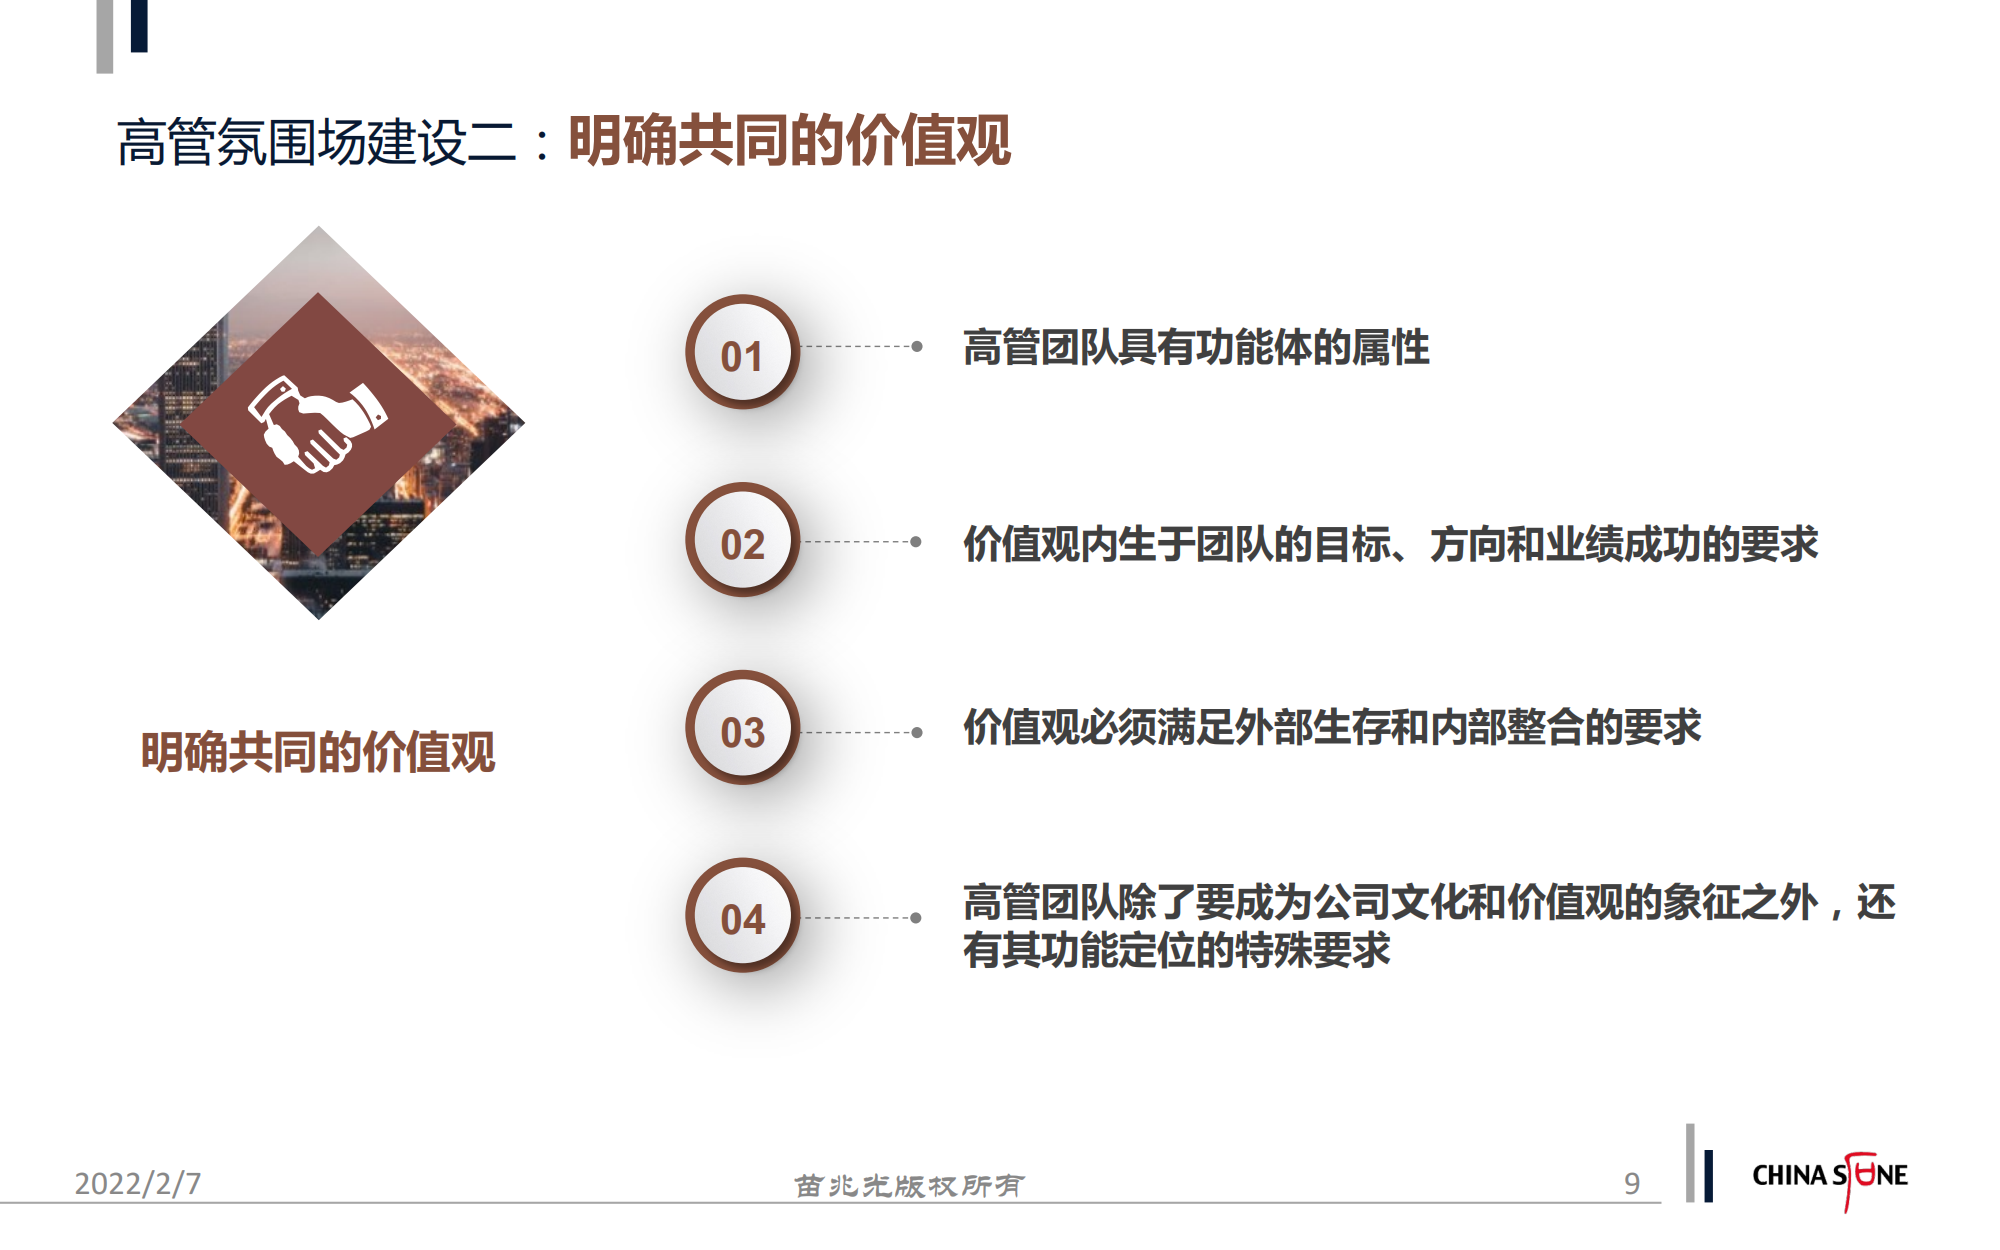 高管氛围场建设二：明确共同的价值观
01
高管团队具有功能体的属性
02
价值观内生于团队的目标、方向和业绩成功的要求
03
价值观必须满足外部生存和内部整合的要求
明确共同的价值观
04
高管团队除了要成为公司文化和价值观的象征之外，还
有其功能定位的特殊要求
2022/2/7
苗兆光版权所有
9
CHINA STONE